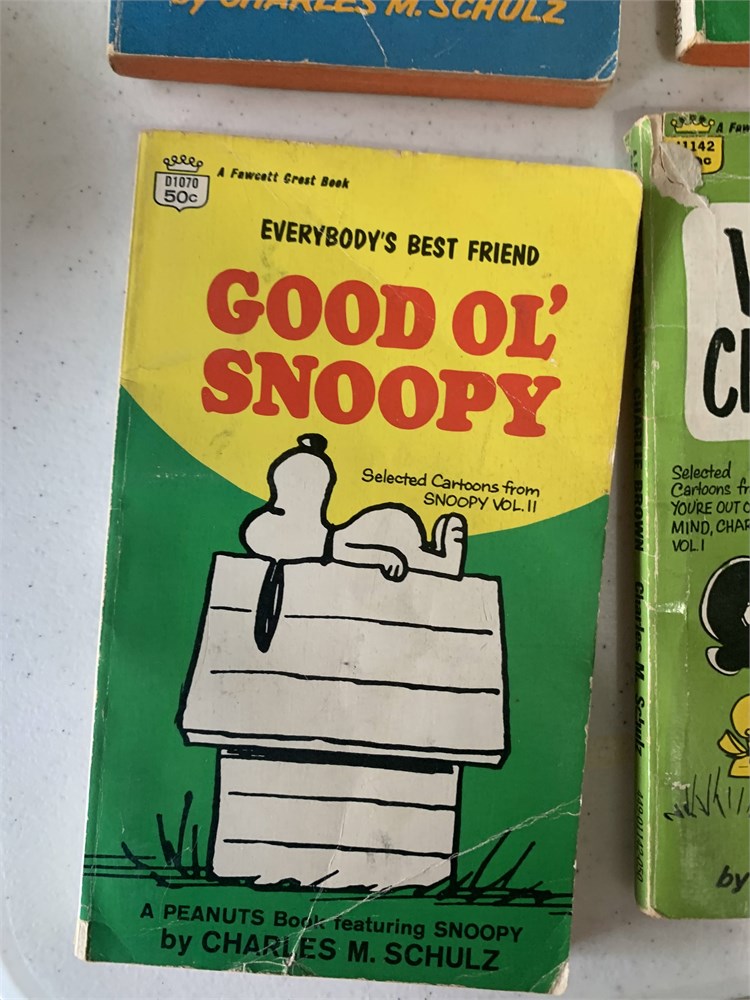 by CHARLES M. SCHULZ
D1070
50c
A Fawcett Crest Book
EVERYBODY'S BEST FRIEND
GOOD OL'
SNOOPY
Selected Cartoons from
SNOOPY VOL. II
A PEANUTS Book featuring SNOOPY
by CHARLES M. SCHULZ
A Faw
1142
Selected
Cartoons fr
YOU'RE OUT O
MIND, CHAR
VOL. I
by
CHARLIE BROWN Charles M. Schulz